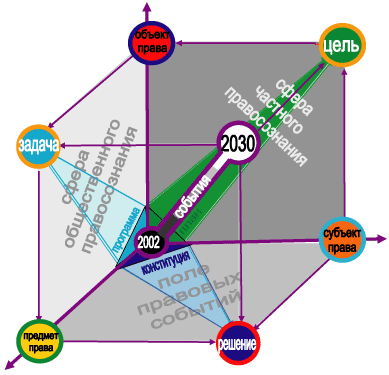 объект
права
цель
сфера
частного
правосознания
2030
задача
сфера
общественного
правосознания
события
программа
2002
субъект
права
конституция
поле
правовых
событий
предмет
права
решение